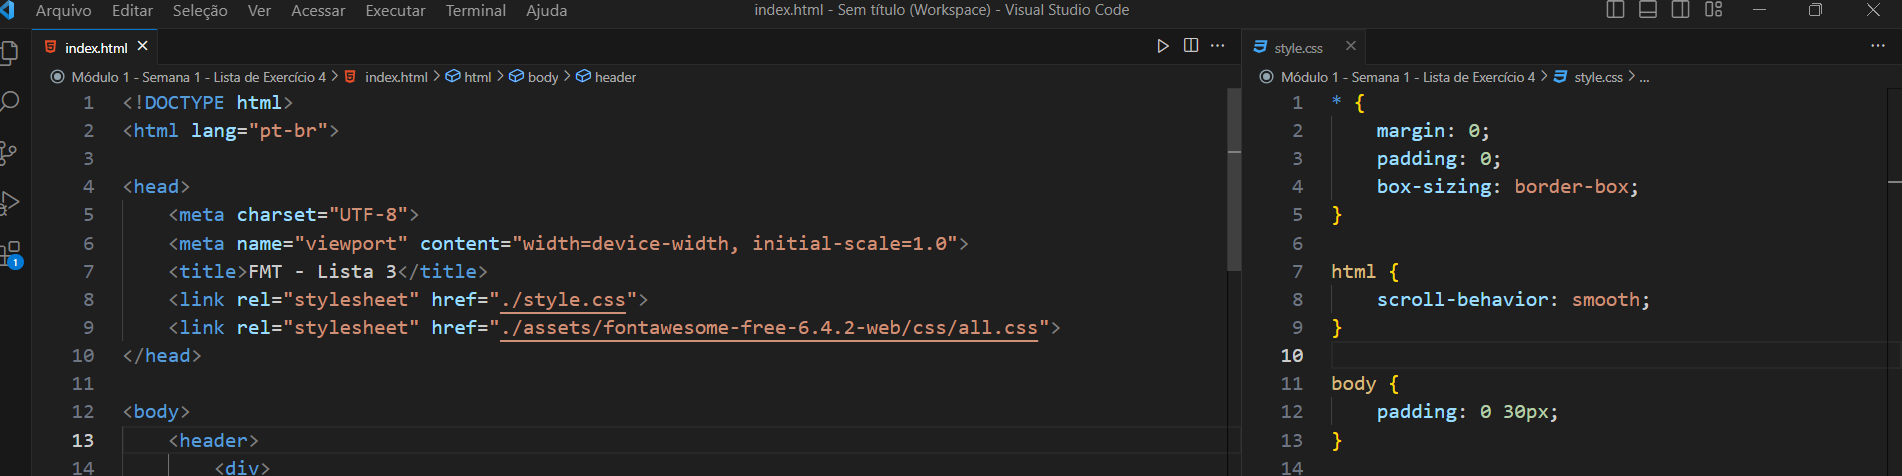 Arquivo Editar Seleção Ver Acessar Executar Terminal Ajuda
index.html - Sem título (Workspace) - Visual Studio Code
index.html
Módulo 1 - Semana 1 - Lista de Exercício 4 > index.html > html > body > header
1 <!DOCTYPE html>
2 <html lang="pt-br">
3
4 <head>
5 <meta charset="UTF-8">
6 <meta name="viewport" content="width=device-width, initial-scale=1.0">
7 <title>FMT - Lista 3</title>
8 <link rel="stylesheet" href="./style.css">
9 <link rel="stylesheet" href="./assets/fontawesome-free-6.4.2-web/css/all.css">
10 </head>
11
12 <body>
13 <header>
14 <div>
1
style.css
Módulo 1 - Semana 1 - Lista de Exercício 4 > style.css > ...
1 * {
2 margin: 0;
3 padding: 0;
4 box-sizing: border-box;
5 }
6
7 html {
8 scroll-behavior: smooth;
9 }
10
11 body {
12 padding: 0 30px;
13 }
14